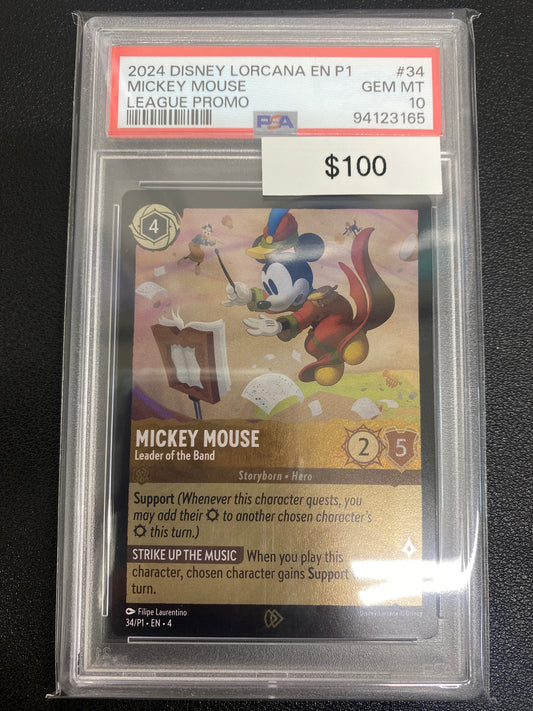 2024 DISNEY LORCANA EN P1 #34
MICKEY MOUSE GEM MT
LEAGUE PROMO 10
PSA 94123165
$100
4
MICKEY MOUSE
Leader of the Band
2 5
Storyborn • Hero
Support (Whenever this character quests, you
may add their to another chosen character's
this turn.)
STRIKE UP THE MUSIC When you play this
character, chosen character gains Support
turn.
Filipe Laurentino
34/P1 • EN • 4